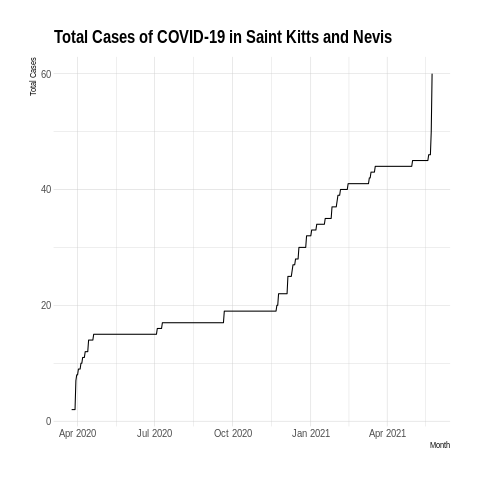 Total Cases of COVID-19 in Saint Kitts and Nevis
Total Cases
60
40
20
0
Apr 2020 Jul 2020 Oct 2020 Jan 2021 Apr 2021
Month